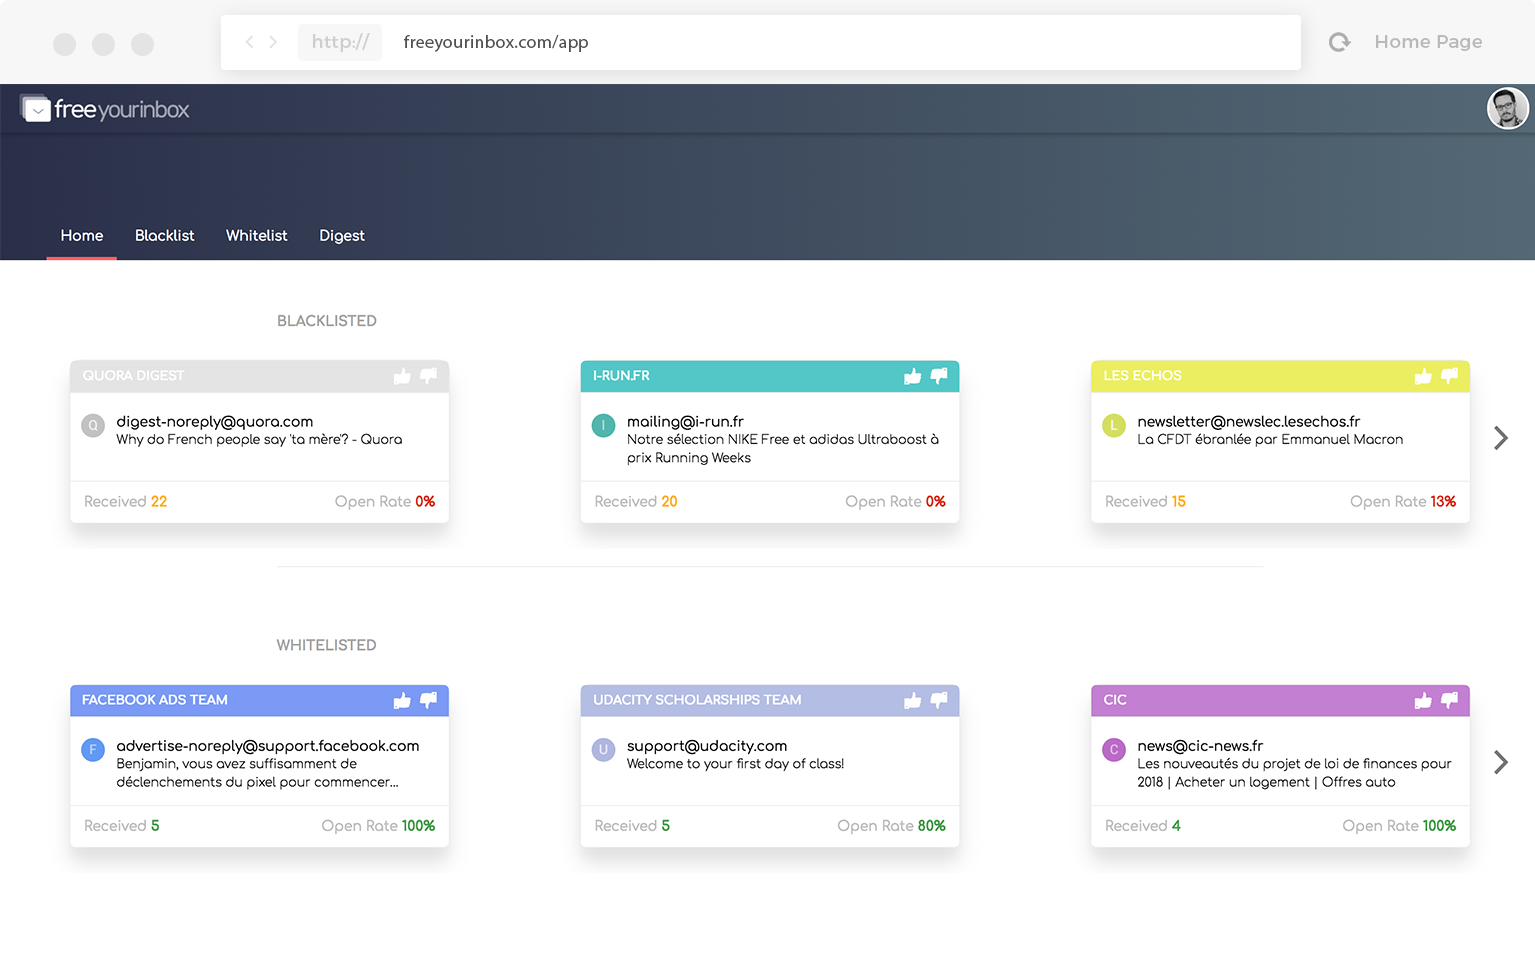 http://
freeyourinbox.com/app
Home Page
freeyourinbox
Home
Blacklist
Whitelist
Digest
BLACKLISTED
QUORA DIGEST
Q
digest-noreply@quora.com
Why do French people say 'ta mère'? - Quora
Received 22
Open Rate 0%
I-RUN.FR
I
mailing@i-run.fr
Notre sélection NIKE Free et adidas Ultraboost à
prix Running Weeks
Received 20
Open Rate 0%
LES ECHOS
L
newsletter@newslec.lesechos.fr
La CFDT ébranlée par Emmanuel Macron
Received 15
Open Rate 13%
WHITELISTED
FACEBOOK ADS TEAM
F
advertise-noreply@support.facebook.com
Benjamin, vous avez suffisamment de
déclenchements du pixel pour commencer...
Received 5
Open Rate 100%
UDACITY SCHOLARSHIPS TEAM
U
support@udacity.com
Welcome to your first day of class!
Received 5
Open Rate 80%
CIC
C
news@cic-news.fr
Les nouveautés du projet de loi de finances pour
2018 | Acheter un logement | Offres auto
Received 4
Open Rate 100%